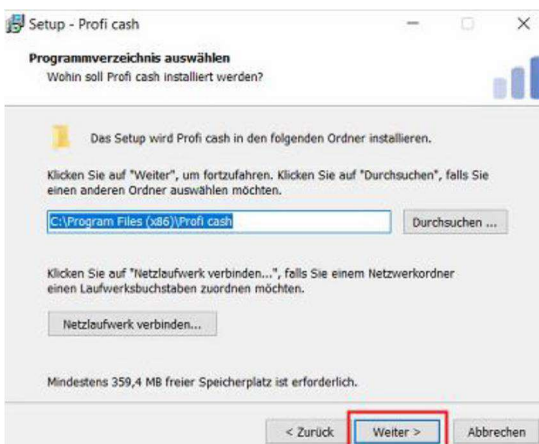 Setup - Profi cash
Programmverzeichnis auswählen
Wohin soll Profi cash installiert werden?
Das Setup wird Profi cash in den folgenden Ordner installieren.
Klicken Sie auf "Weiter", um fortzufahren. Klicken Sie auf "Durchsuchen", falls Sie
einen anderen Ordner auswählen möchten.
C:\Program Files (x86)\Profi cash
Durchsuchen ...
Klicken Sie auf "Netzlaufwerk verbinden...", falls Sie einem Netzwerkordner
einen Laufwerksbuchstaben zuordnen möchten.
Netzlaufwerk verbinden...
Mindestens 359,4 MB freier Speicherplatz ist erforderlich.
< Zurück
Weiter >
Abbrechen